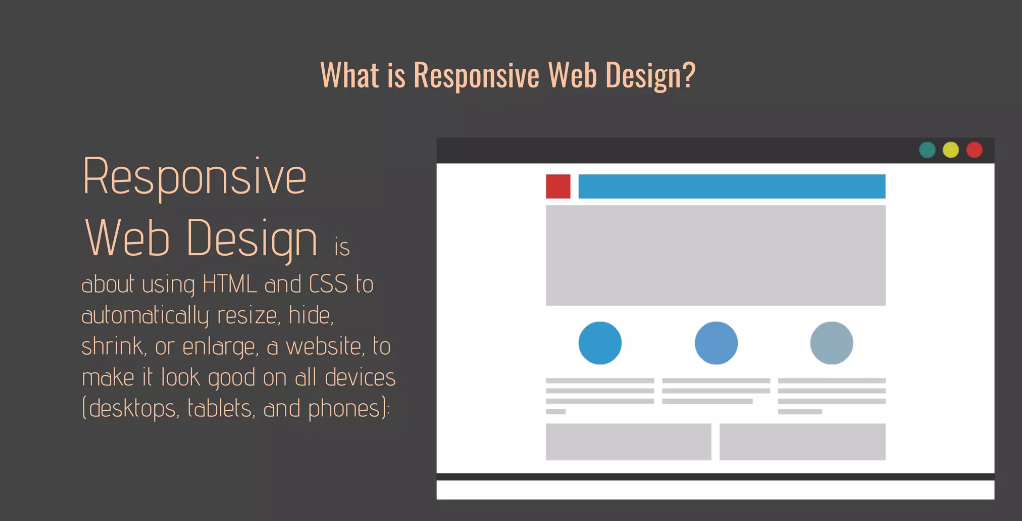 What is Responsive Web Design?
Responsive
Web Design is
about using HTML and CSS to
automatically resize, hide,
shrink, or enlarge, a website, to
make it look good on all devices
(desktops, tablets, and phones):